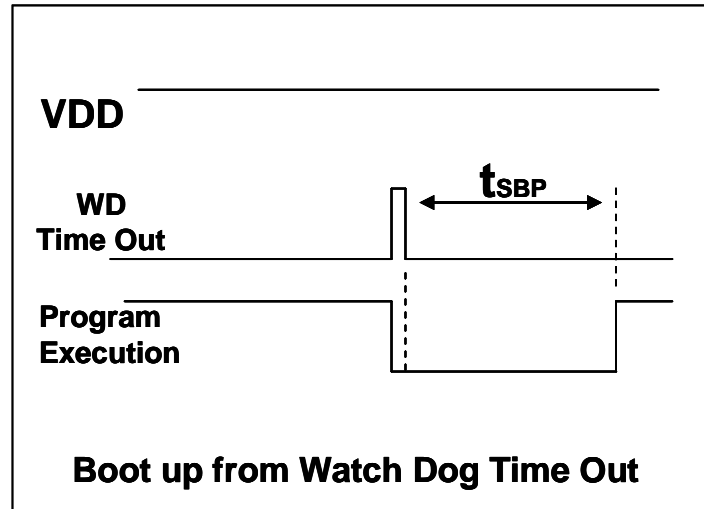 VDD
tSBP
WD
Time Out
Program
Execution
Boot up from Watch Dog Time Out